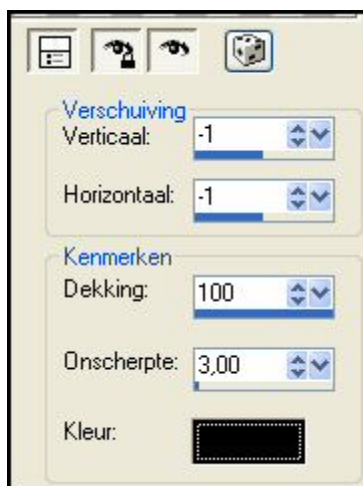 Verschuiving
Verticaal: -1
Horizontaal: -1
Kenmerken
Dekking: 100
Onscherpte: 3,00
Kleur: